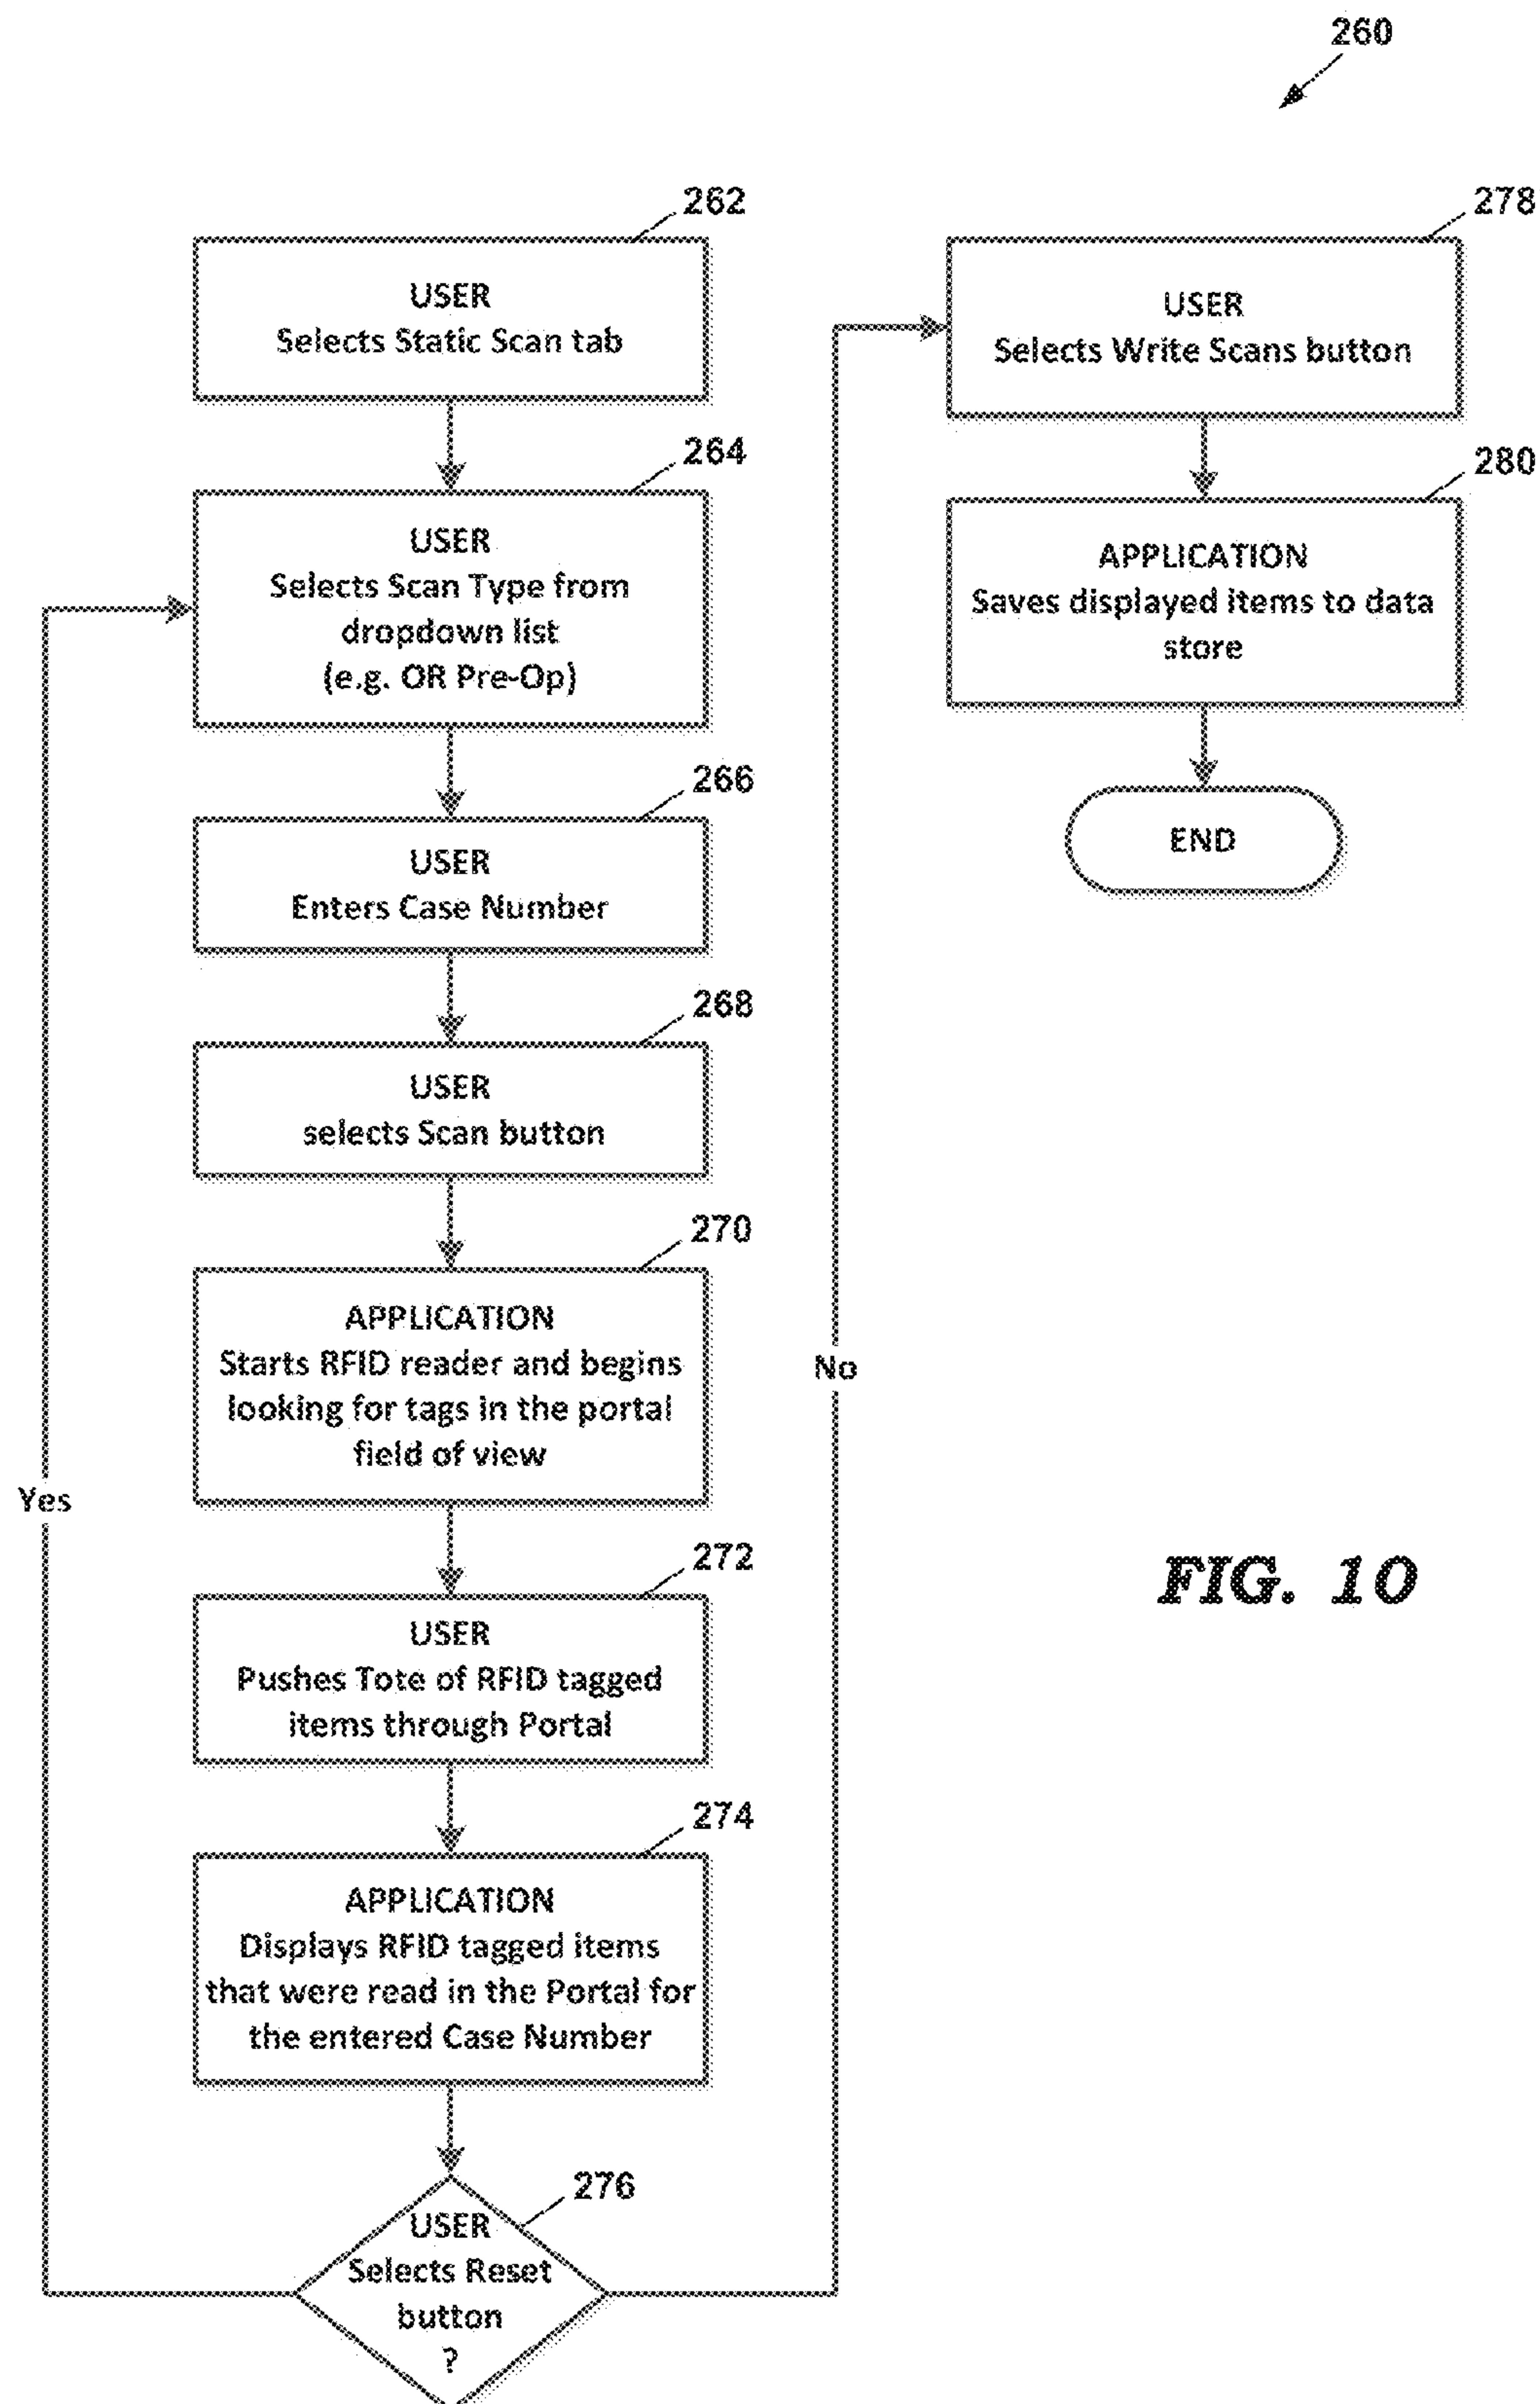 260
262
USER
Selects Static Scan tab
264
USER
Selects Scan Type from
dropdown list
(e.g. OR Pre-Op)
266
USER
Enters Case Number
268
USER
selects Scan button
270
APPLICATION
Starts RFID reader and begins
looking for tags in the portal
field of view
272
USER
Pushes Tote of RFID tagged
items through Portal
274
APPLICATION
Displays RFID tagged items
that were read in the Portal for
the entered Case Number
276
USER
Selects Reset
button
?
Yes
No
278
USER
Selects Write Scans button
280
APPLICATION
Saves displayed items to data
store
END
FIG. 10